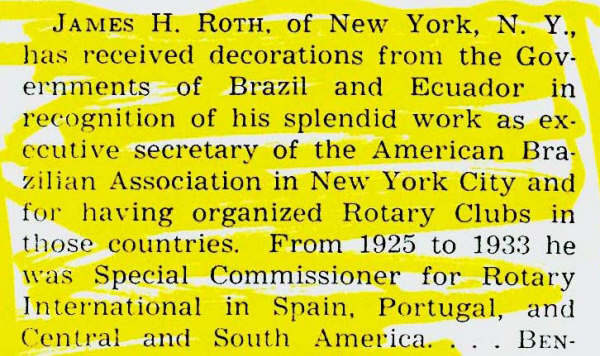 JAMES H. ROTH, of New York, N. Y.,
has received decorations from the Gov-
ernments of Brazil and Ecuador in
recognition of his splendid work as ex-
ecutive secretary of the American Bra-
zilian Association in New York City and
for having organized Rotary Clubs in
those countries. From 1925 to 1933 he
was Special Commissioner for Rotary
International in Spain, Portugal, and
Central and South America. . . . BEN-